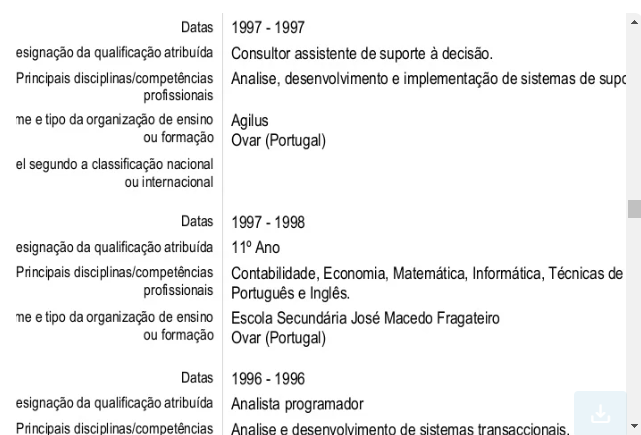 Datas 1997 - 1997
esignação da qualificação atribuída Consultor assistente de suporte à decisão.
Principais disciplinas/competências Analise, desenvolvimento e implementação de sistemas de supo
profissionais
me e tipo da organização de ensino Agilus
ou formação Ovar (Portugal)
el segundo a classificação nacional
ou internacional
Datas 1997 - 1998
esignação da qualificação atribuída 11º Ano
Principais disciplinas/competências Contabilidade, Economia, Matemática, Informática, Técnicas de
profissionais Português e Inglês.
me e tipo da organização de ensino Escola Secundária José Macedo Fragateiro
ou formação Ovar (Portugal)
Datas 1996 - 1996
esignação da qualificação atribuída Analista programador
Principais disciplinas/competências Analise e desenvolvimento de sistemas transaccionais.